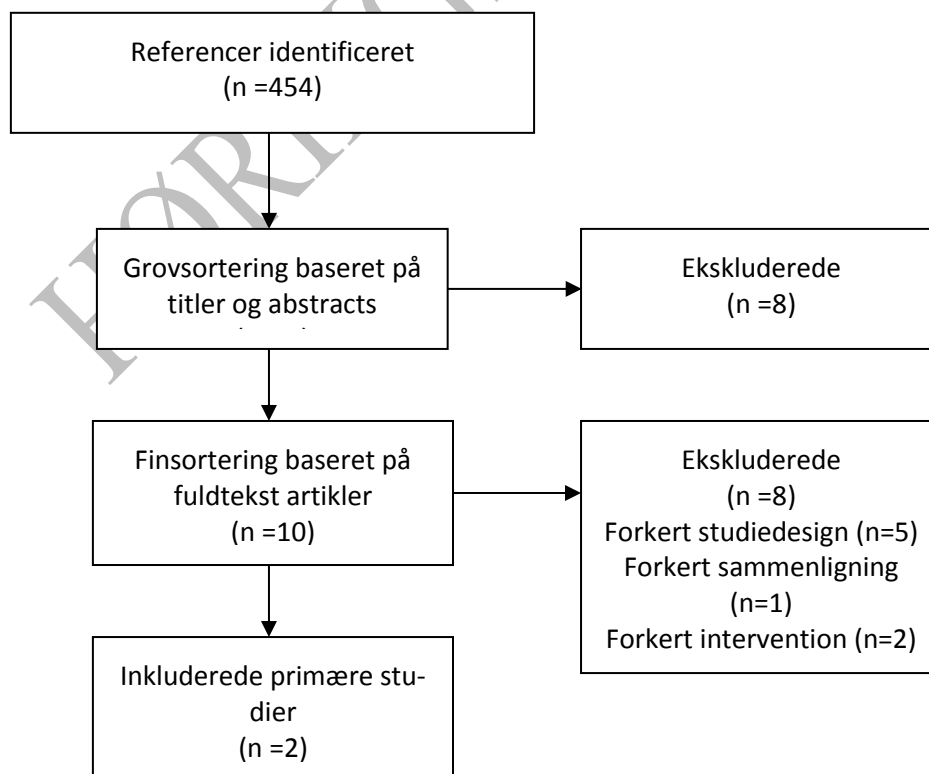 Referencer identificeret
(n =454)
Grovsortering baseret på
titler og abstracts
Ekskluderede
(n =8)
Finsortering baseret på
fuldtekst artikler
(n =10)
Ekskluderede
(n =8)
Forkert studiedesign (n=5)
Forkert sammenligning
(n=1)
Forkert intervention (n=2)
Inkluderede primære stu-
dier
(n =2)